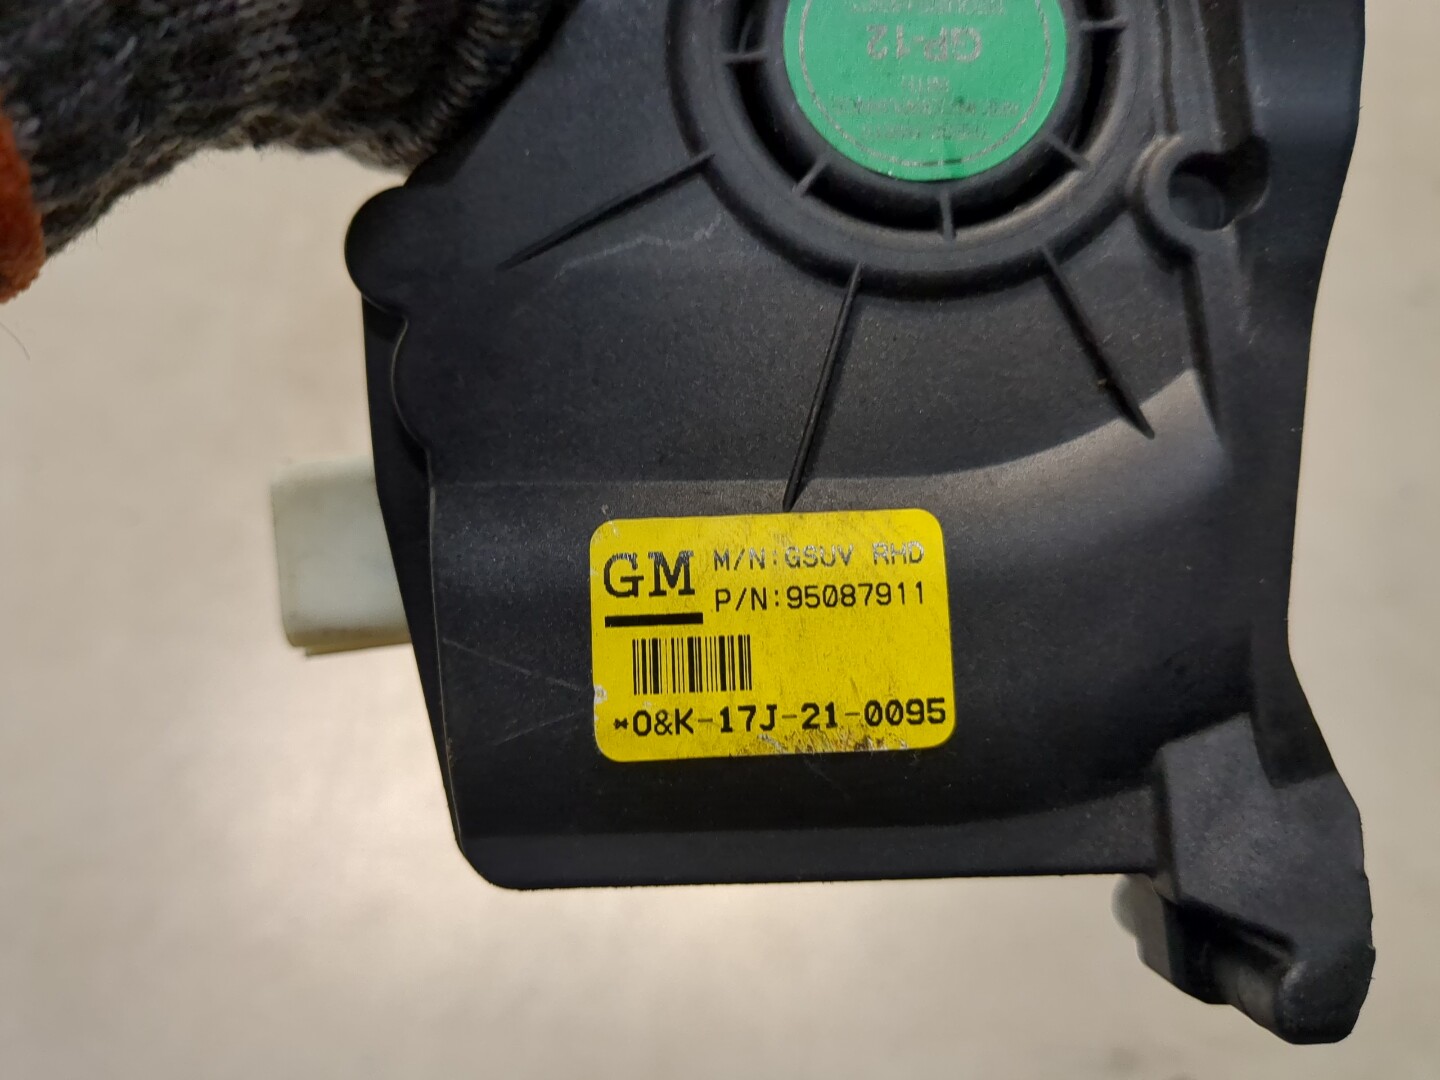 GP-12
GM
M/N:GSUV RHD
P/N:95087911
*O&K-17J-21-0095